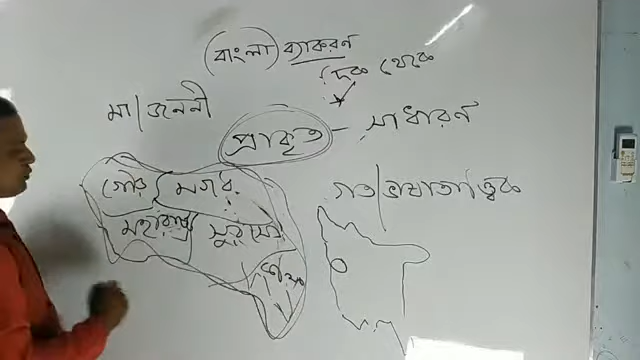 (বাংলা) ব্যাকরণ
দিক থেকে
মা/জননী
প্রাকৃত - সাধারণ
গৌর মগধ
গত/ভাষাতাত্ত্বিক
মহারাষ্ট্র